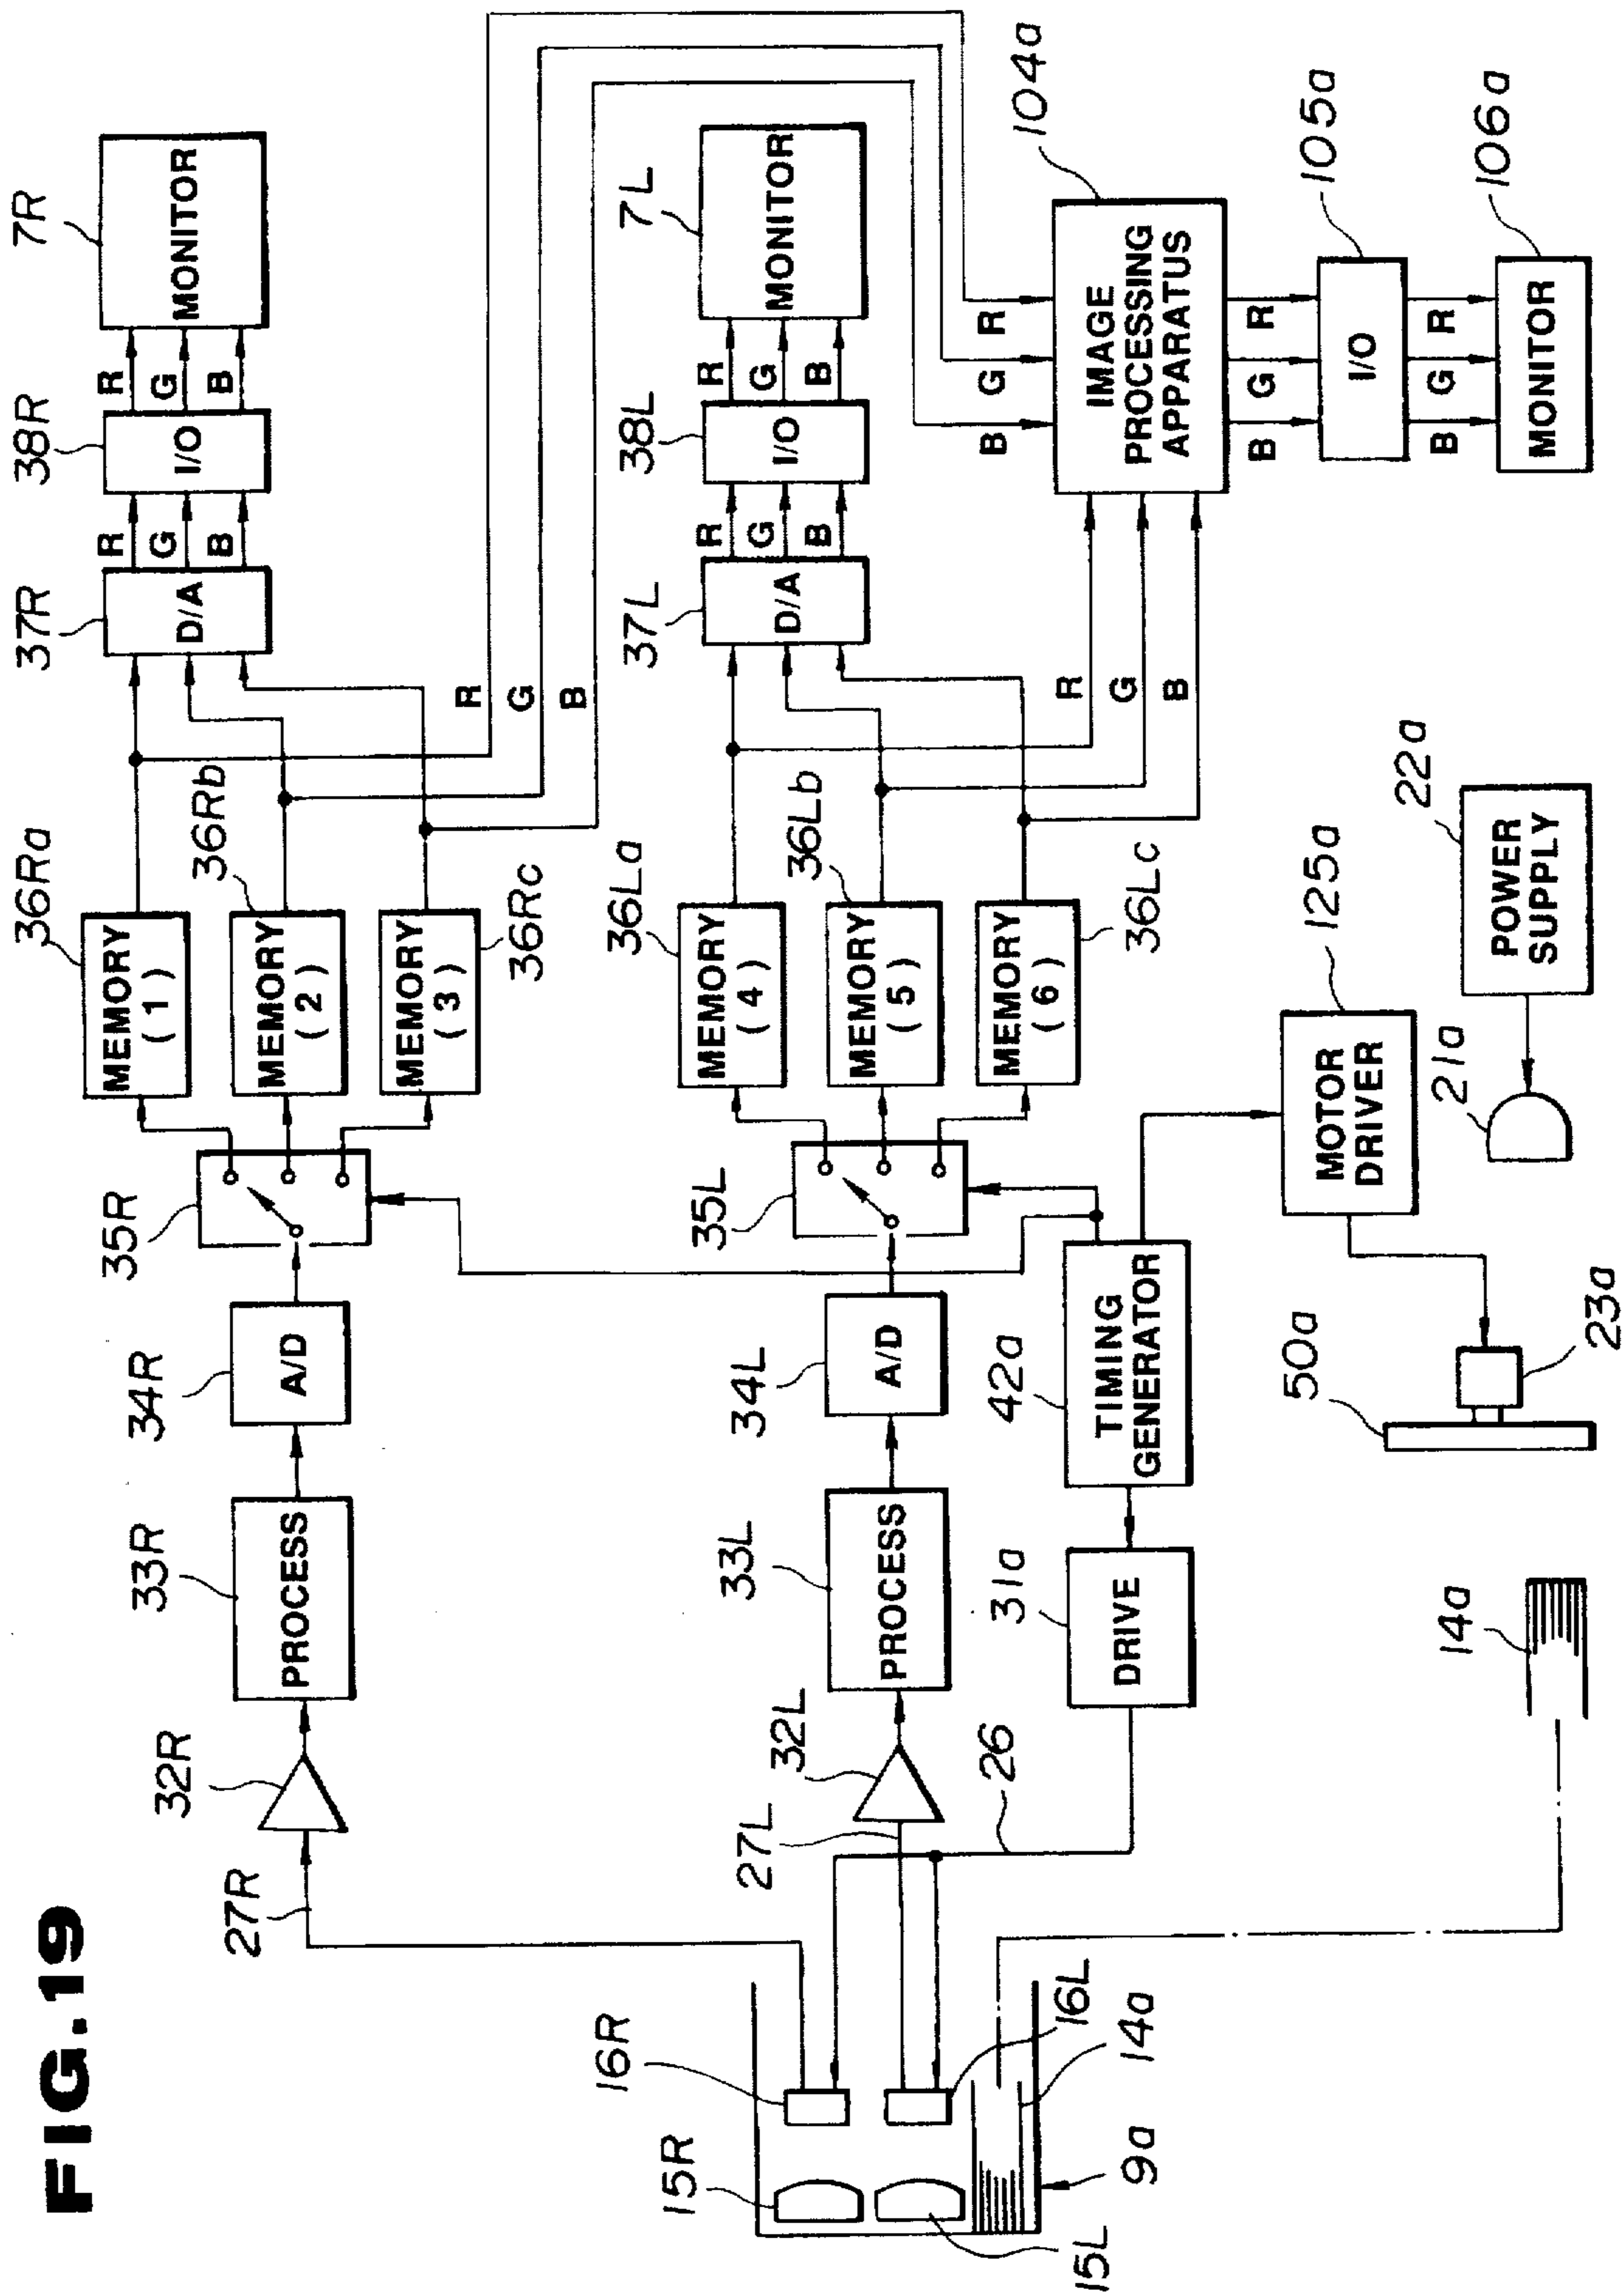 FIG.19
27R
32R
33R
PROCESS
34R
A/D
35R
36Ra
MEMORY
(1)
36Rb
MEMORY
(2)
36Rc
MEMORY
(3)
R
G
B
37R
D/A
R
G
B
38R
I/O
R
G
B
7R
MONITOR
16R
15R
15L
16L
14a
9a
27L
26
32L
33L
PROCESS
34L
A/D
35L
36La
MEMORY
(4)
36Lb
MEMORY
(5)
36Lc
MEMORY
(6)
R
G
B
37L
D/A
R
G
B
38L
I/O
R
G
B
7L
MONITOR
31a
DRIVE
42a
TIMING
GENERATOR
B
G
R
104a
IMAGE
PROCESSING
APPARATUS
B
G
R
105a
I/O
B
G
R
106a
MONITOR
14a
50a
23a
125a
MOTOR
DRIVER
21a
22a
POWER
SUPPLY